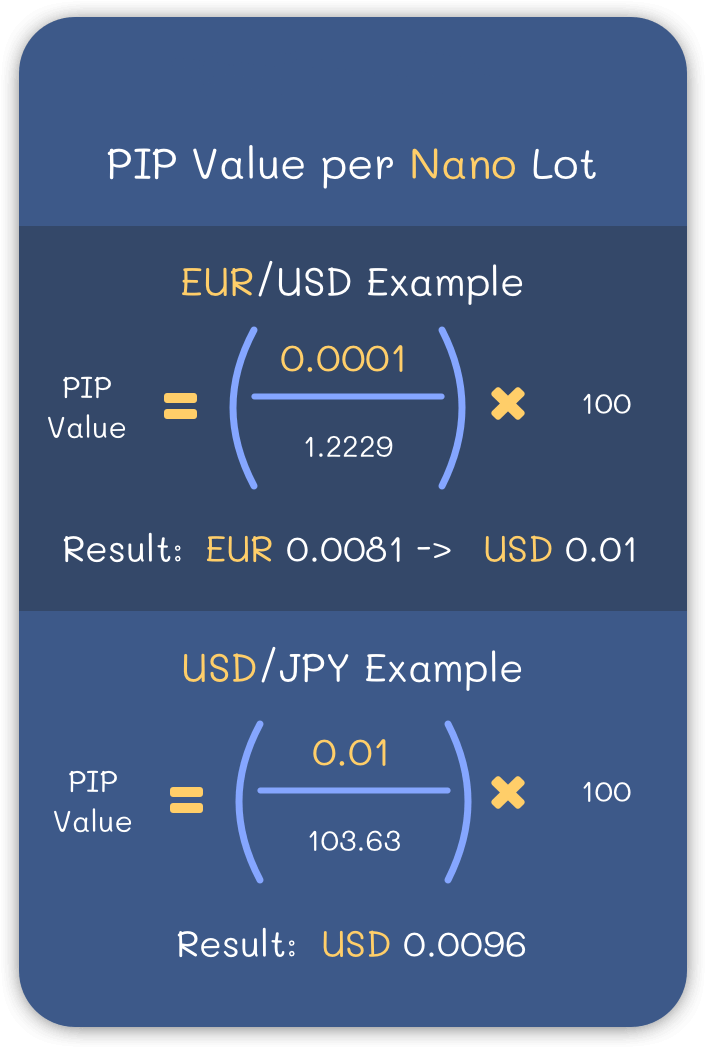 PIP Value per Nano Lot
EUR/USD Example
PIP
Value
=
(
0.0001
1.2229
)
×
100
Result: EUR 0.0081 -> USD 0.01
USD/JPY Example
PIP
Value
=
(
0.01
103.63
)
×
100
Result: USD 0.0096